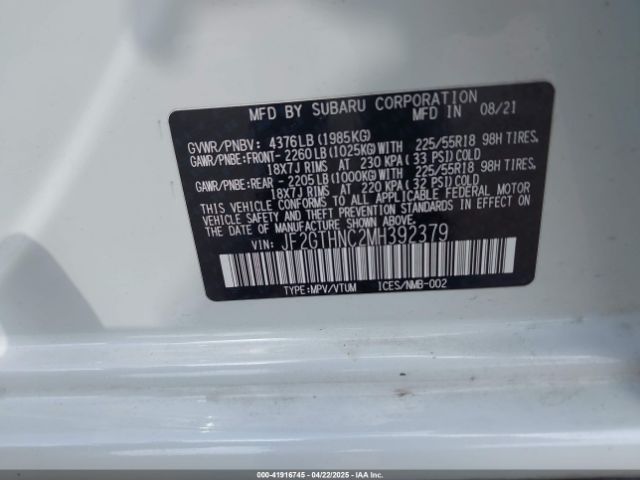 MFD BY SUBARU CORPORATION
MFD IN 08/21
GVWR/PNBV: 4376LB (1985KG)
GAWR/PNBE:FRONT- 2260LB (1025KG)WITH 225/55R18 98H TIRES,
18X7J RIMS AT 230 KPA (33 PSI) COLD
GAWR/PNBE:REAR - 2205LB (1000KG)WITH 225/55R18 98H TIRES,
18X7J RIMS AT 220 KPA (32 PSI) COLD
THIS VEHICLE CONFORMS TO ALL APPLICABLE FEDERAL MOTOR
VEHICLE SAFETY AND THEFT PREVENTION STANDARDS IN EFFECT ON
THE DATE OF MANUFACTURE SHOWN ABOVE.
VIN: JF2GTHNC2MH392379
TYPE:MPV/VTUM ICES/NMB-002
000-41916745 - 04/22/2025 - IAA Inc.